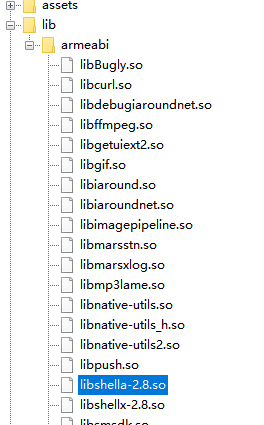 assets
lib
armeabi
libBugly.so
libcurl.so
libdebugiaroundnet.so
libffmpeg.so
libgetuiext2.so
libgif.so
libiaround.so
libiaroundnet.so
libimagepipeline.so
libmarsstn.so
libmarsxlog.so
libmp3lame.so
libnative-utils.so
libnative-utils_h.so
libnative-utils2.so
libpush.so
libshella-2.8.so
libshellx-2.8.so
libsmsdk.so